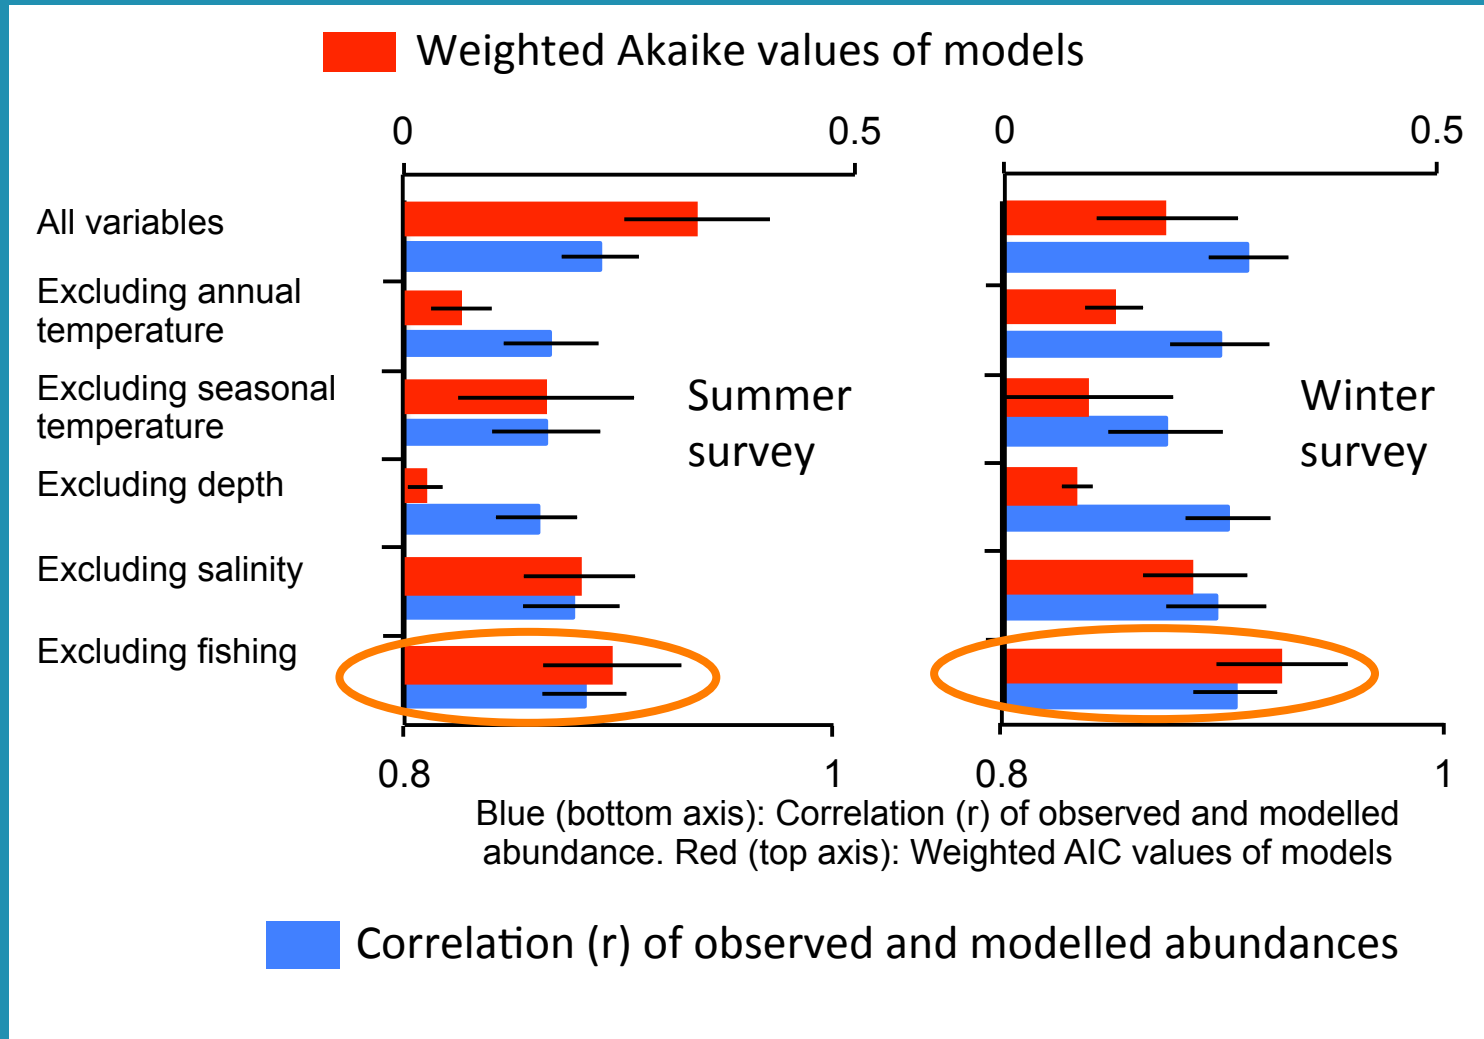 Weighted Akaike values of models
0 0.5 0 0.5
All variables
Excluding annual
temperature
Excluding seasonal
temperature
Summer
survey
Winter
survey
Excluding depth
Excluding salinity
Excluding fishing
0.8 1 0.8 1
Blue (bottom axis): Correlation (r) of observed and modelled
abundance. Red (top axis): Weighted AIC values of models
Correlation (r) of observed and modelled abundances